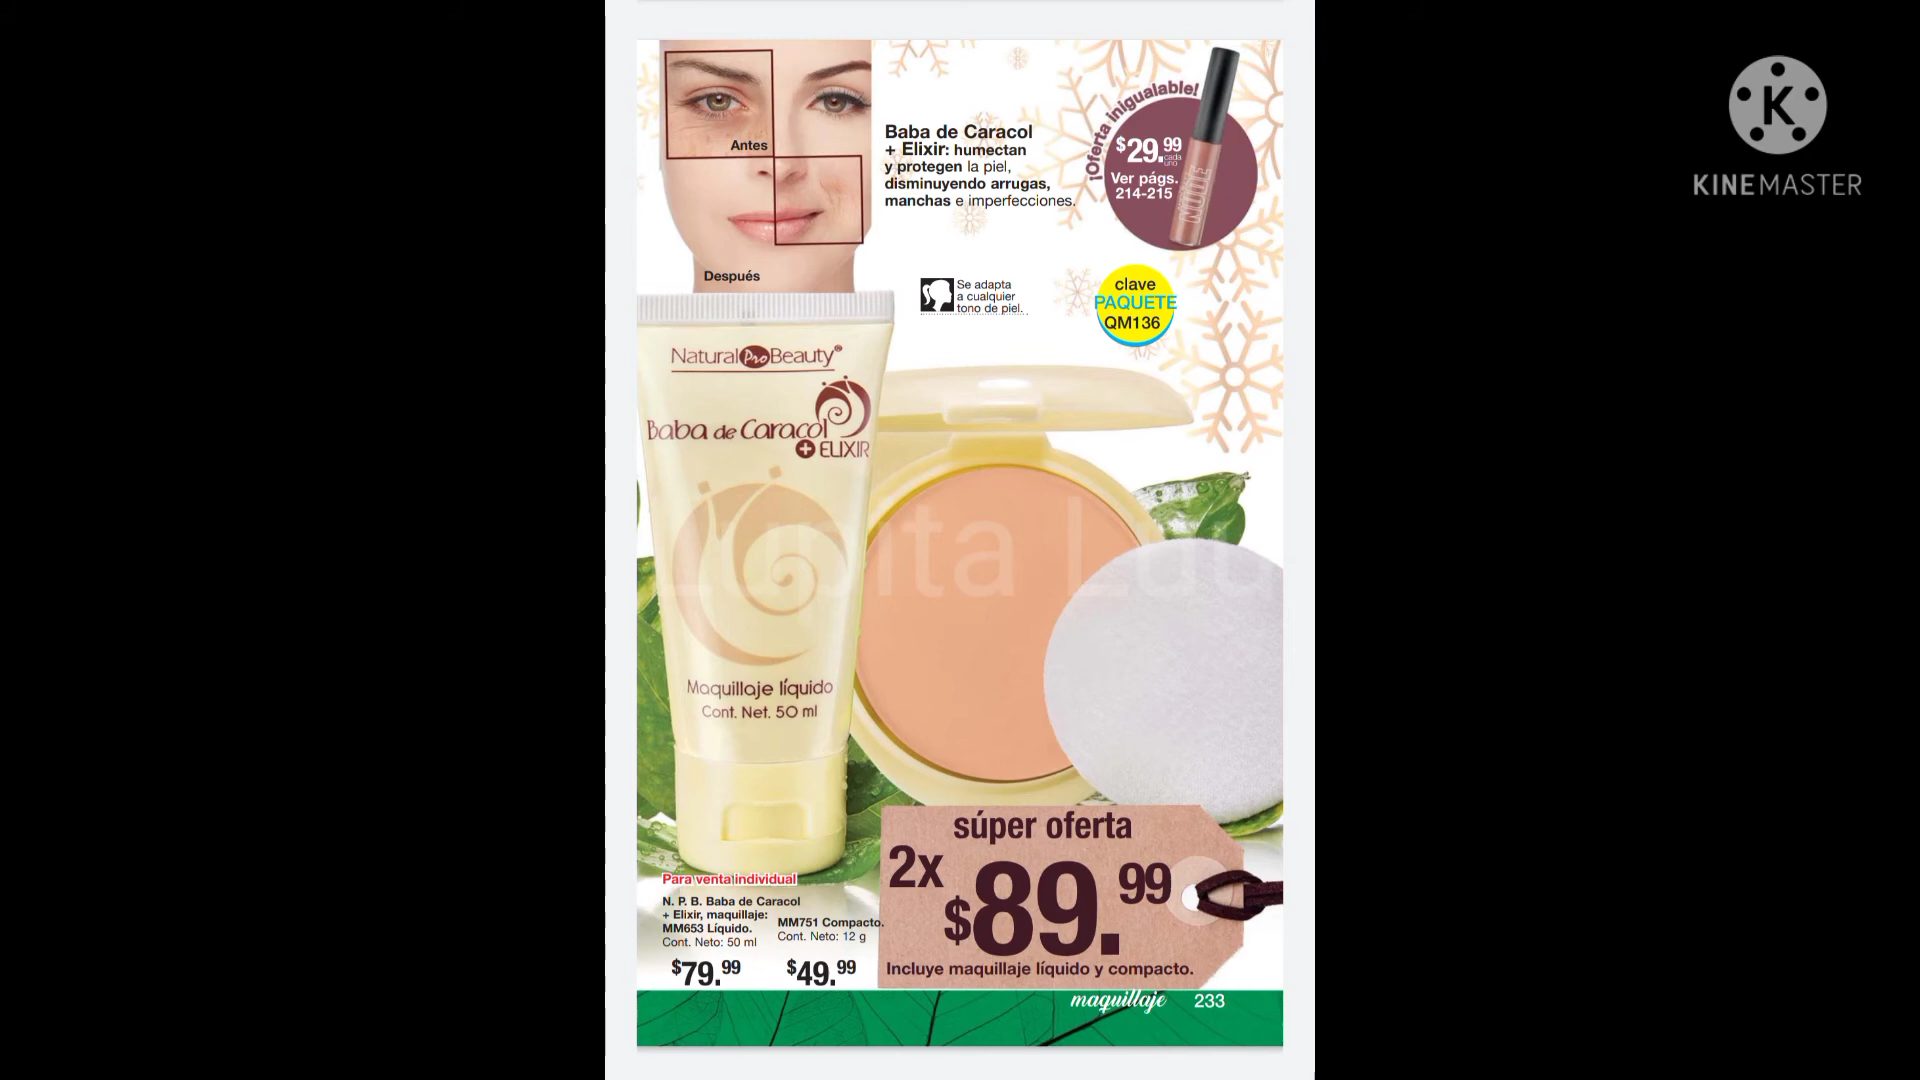 KINEMASTER
Antes
Después
Baba de Caracol
+ Elixir: humectan
y protegen la piel,
disminuyendo arrugas,
manchas e imperfecciones.
¡Oferta inigualable!
$29.99
cada
uno
Ver págs.
214-215
NUDE
Se adapta
a cualquier
tono de piel.
clave
PAQUETE
QM136
Natural Pro Beauty®
Baba de Caracol
+ ELIXIR
Maquillaje líquido
Cont. Net. 50 ml
Para venta individual
N. P. B. Baba de Caracol
+ Elixir, maquillaje:
MM653 Líquido.
Cont. Neto: 50 ml
$79.99
MM751 Compacto.
Cont. Neto: 12 g
$49.99
súper oferta
2x
$89.99
Incluye maquillaje líquido y compacto.
maquillaje 233